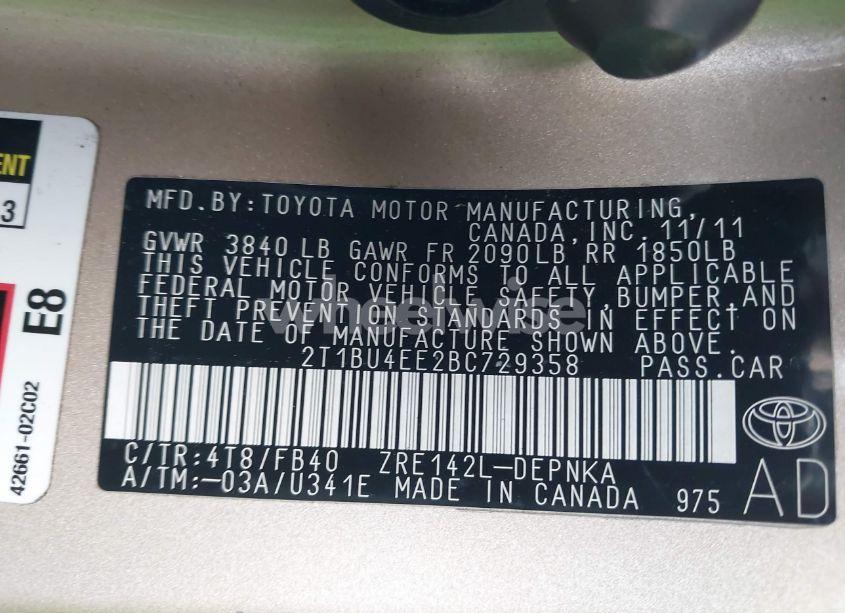 ENT
3
E8
42661-02C02
MFD.BY:TOYOTA MOTOR MANUFACTURING,
CANADA,INC. 11/11
GVWR 3840 LB GAWR FR 2090LB RR 1850LB
THIS VEHICLE CONFORMS TO ALL APPLICABLE
FEDERAL MOTOR VEHICLE SAFETY,BUMPER,AND
THEFT PREVENTION STANDARDS IN EFFECT ON
THE DATE OF MANUFACTURE SHOWN ABOVE.
2T1BU4EE2BC729358 PASS.CAR
C/TR:4T8/FB40 ZRE142L-DEPNKA
A/TM:-03A/U341E MADE IN CANADA 975
AD
wheelwise